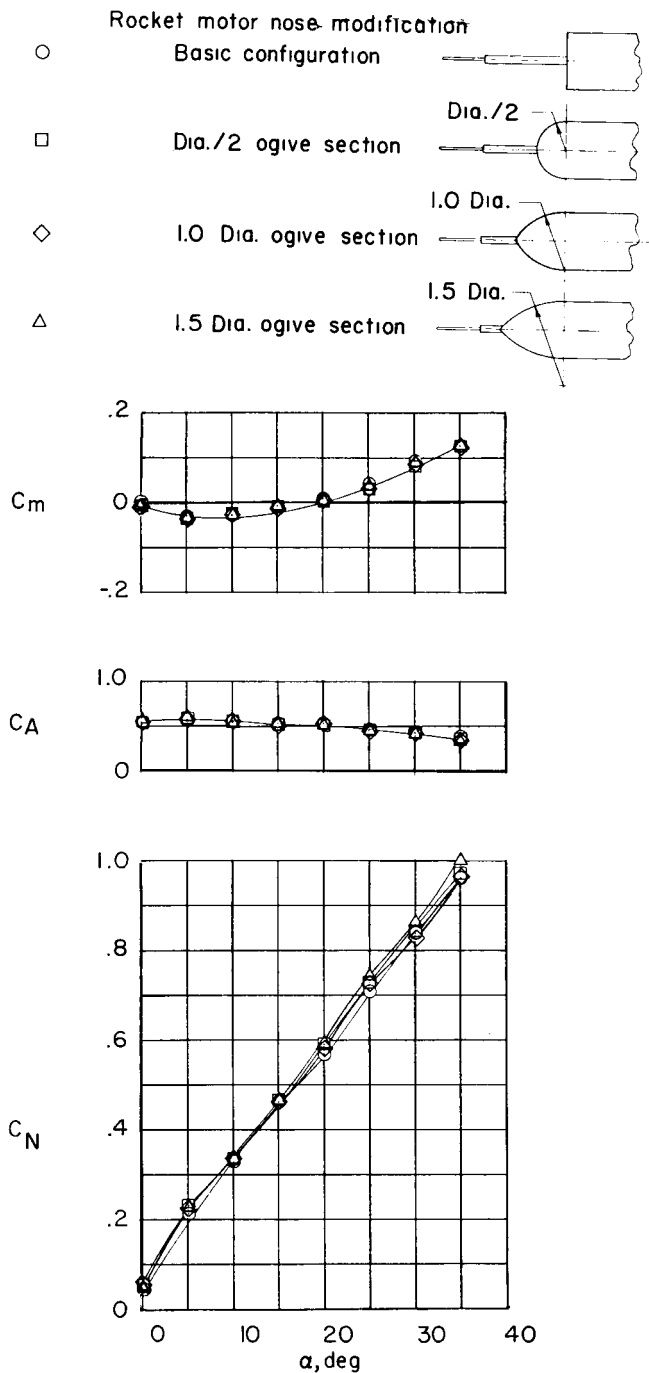 Rocket motor nose modification
Basic configuration
Dia./2
Dia./2 ogive section
1.0 Dia.
1.0 Dia. ogive section
1.5 Dia.
1.5 Dia. ogive section
.2
Cm
0
-.2
1.0
CA
0
1.0
.8
.6
CN
.4
.2
0
0 10 20 30 40
α, deg